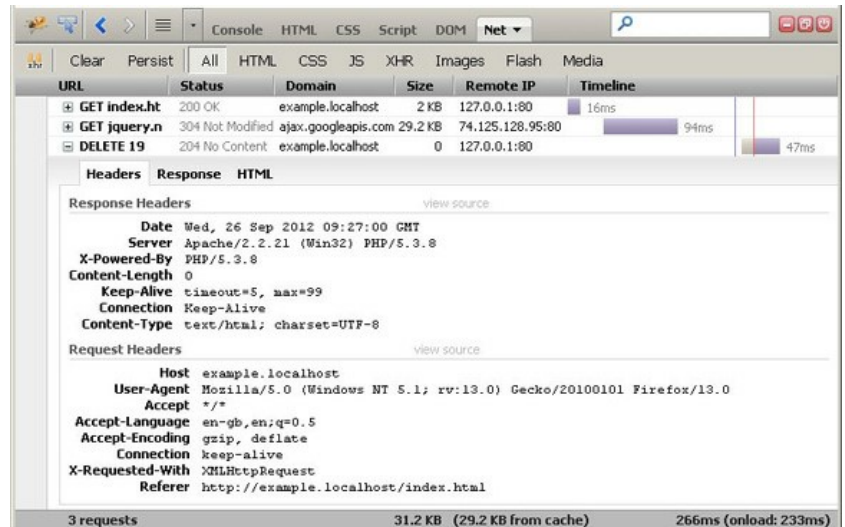 Console HTML CSS Script DOM Net
Clear Persist All HTML CSS JS XHR Images Flash Media
URL Status Domain Size Remote IP Timeline
GET index.ht 200 OK example.localhost 2 KB 127.0.0.1:80 16ms
GET jquery.n 304 Not Modified ajax.googleapis.com 29.2 KB 74.125.128.95:80 94ms
DELETE 19 204 No Content example.localhost 0 127.0.0.1:80 47ms
Headers Response HTML
Response Headers view source
Date Wed, 26 Sep 2012 09:27:00 GMT
Server Apache/2.2.21 (Win32) PHP/5.3.8
X-Powered-By PHP/5.3.8
Content-Length 0
Keep-Alive timeout=5, max=99
Connection Keep-Alive
Content-Type text/html; charset=UTF-8
Request Headers view source
Host example.localhost
User-Agent Mozilla/5.0 (Windows NT 5.1; rv:13.0) Gecko/20100101 Firefox/13.0
Accept */*
Accept-Language en-gb,en;q=0.5
Accept-Encoding gzip, deflate
Connection keep-alive
X-Requested-With XMLHttpRequest
Referer http://example.localhost/index.html
3 requests 31.2 KB (29.2 KB from cache) 266ms (onload: 233ms)